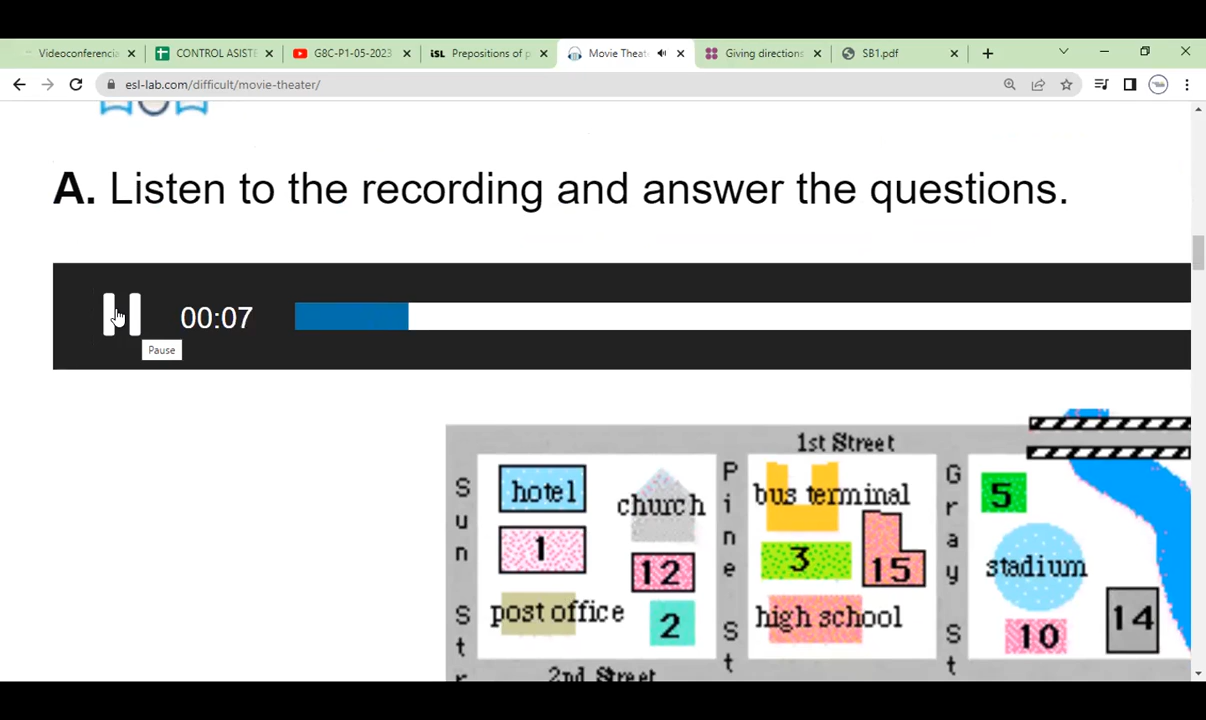 Videoconferencia
CONTROL ASISTE
G8C-P1-05-2023
iSL Prepositions of p
Movie Theat
Giving directions
SB1.pdf
esl-lab.com/difficult/movie-theater/
A. Listen to the recording and answer the questions.
00:07
Pause
1st Street
Sun Str
Pine St
Gray St
hotel
church
bus terminal
5
1
12
3
15
stadium
post office
2
high school
10
14
2nd Street